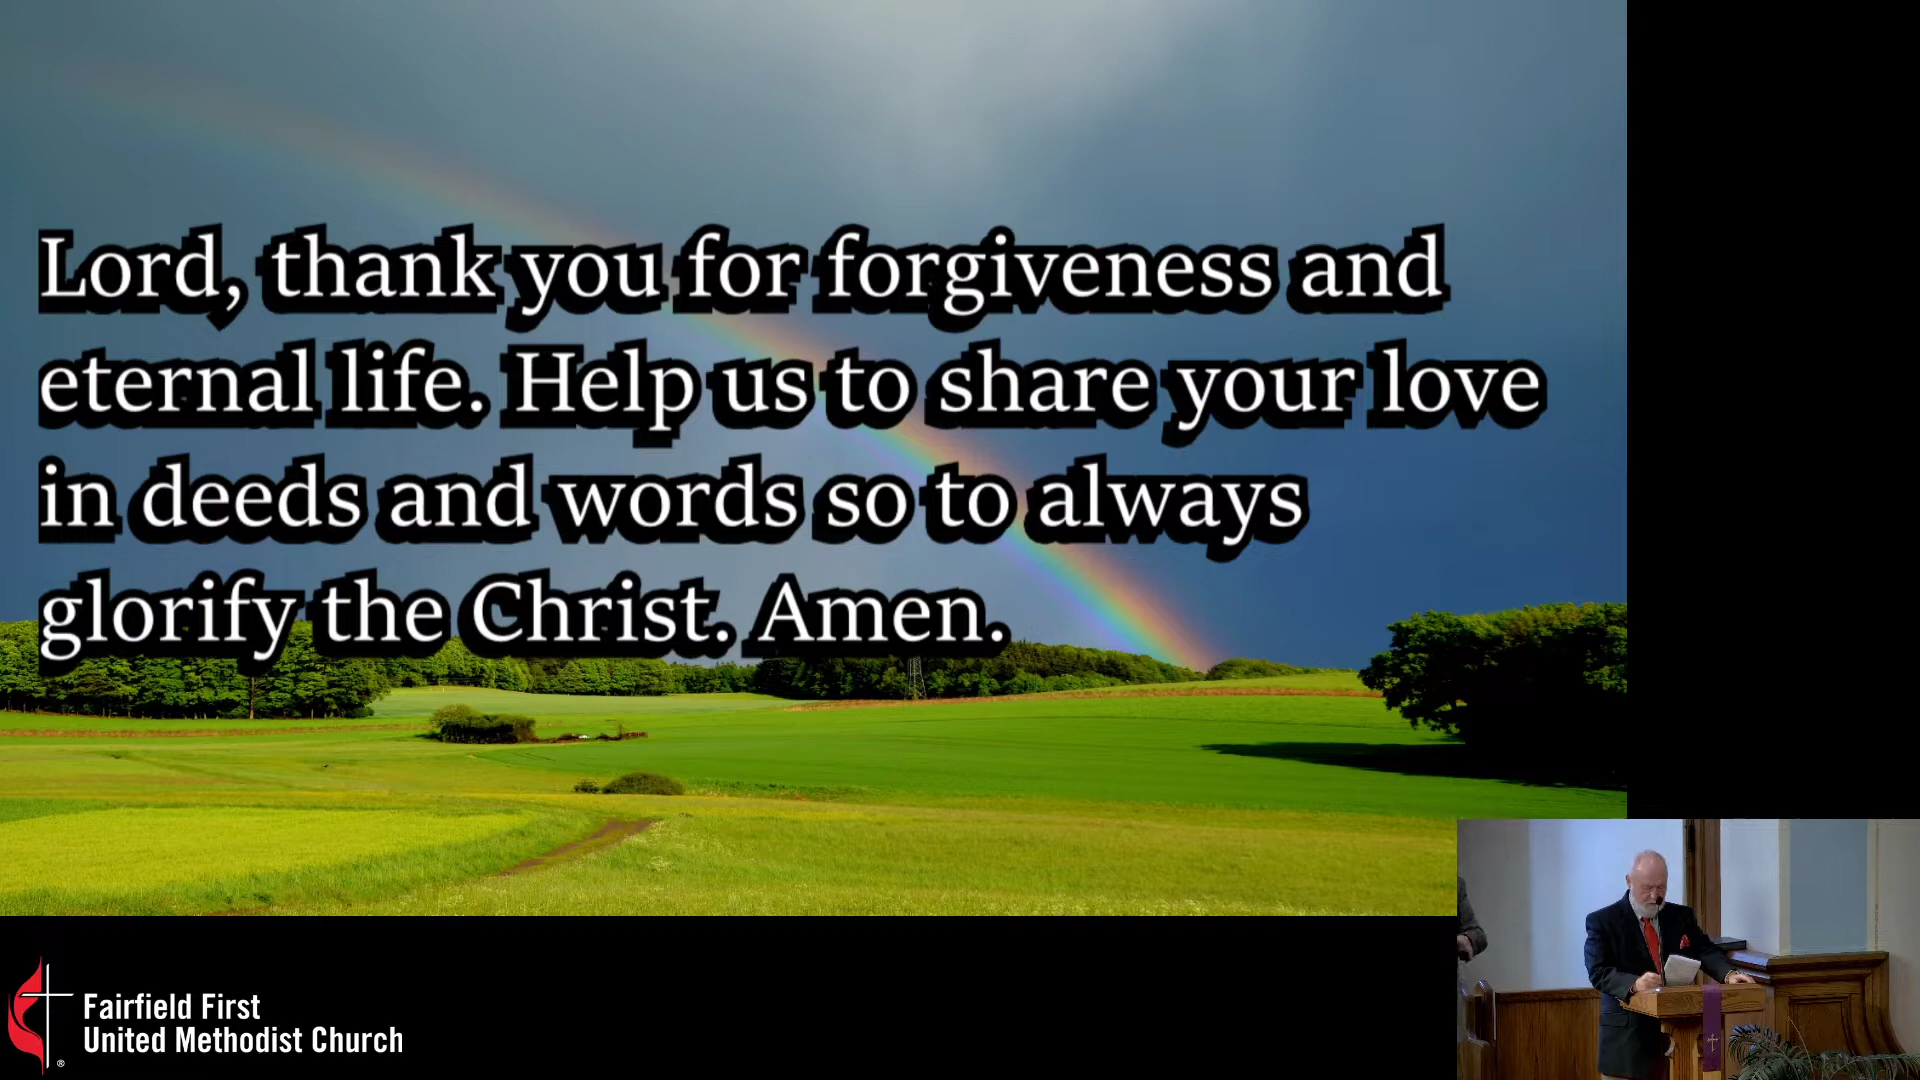 Lord, thank you for forgiveness and
eternal life. Help us to share your love
in deeds and words so to always
glorify the Christ. Amen.
Fairfield First
United Methodist Church
®